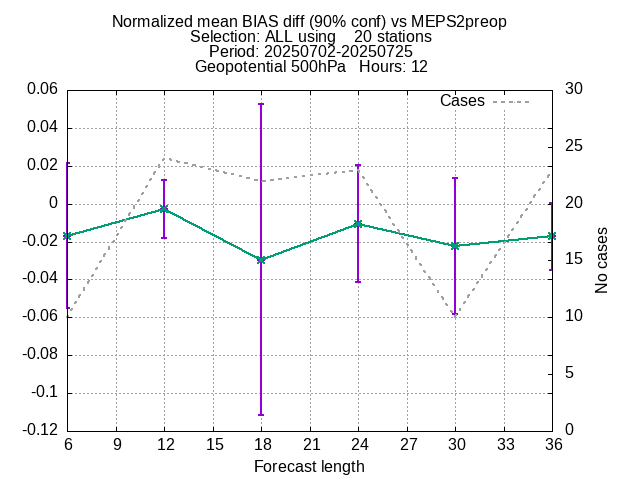 Normalized mean BIAS diff (90% conf) vs MEPS2preop
Selection: ALL using    20 stations
Period: 20250702-20250725
Geopotential 500hPa   Hours: 12
Cases
0.06
0.04
0.02
0
-0.02
-0.04
-0.06
-0.08
-0.1
-0.12
30
25
20
15
10
5
0
No cases
6 9 12 15 18 21 24 27 30 33 36
Forecast length